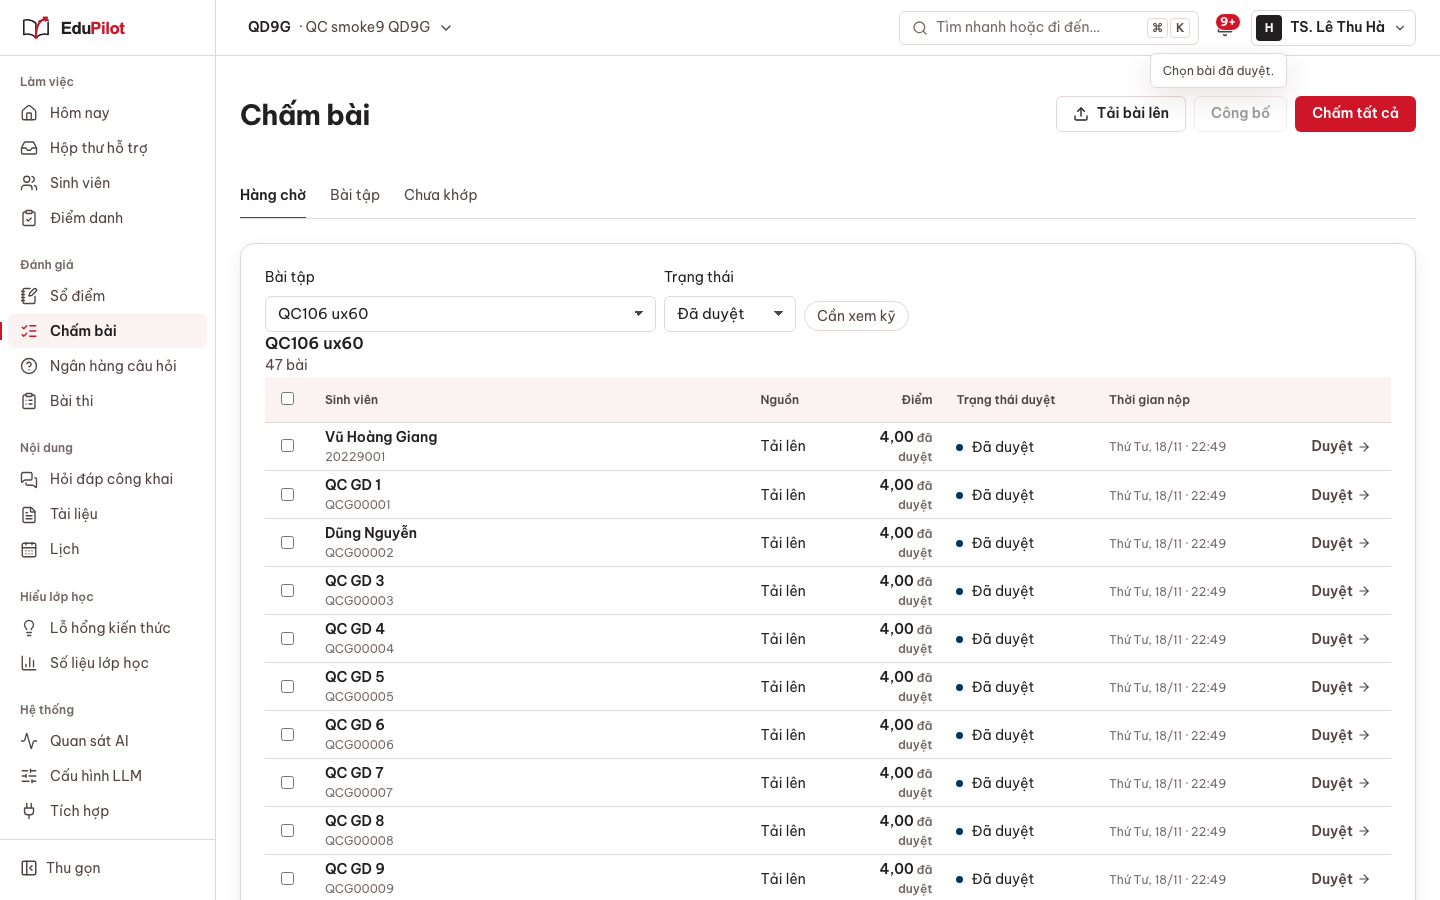 EduPilot
QD9G · QC smoke9 QD9G
Tìm nhanh hoặc đi đến... ⌘ K
9+
H TS. Lê Thu Hà
Chọn bài đã duyệt.
Làm việc
Hôm nay
Hộp thư hỗ trợ
Sinh viên
Điểm danh
Đánh giá
Sổ điểm
Chấm bài
Ngân hàng câu hỏi
Bài thi
Nội dung
Hỏi đáp công khai
Tài liệu
Lịch
Hiểu lớp học
Lỗ hổng kiến thức
Số liệu lớp học
Hệ thống
Quan sát AI
Cấu hình LLM
Tích hợp
Thu gọn
Chấm bài
Tải bài lên Công bố Chấm tất cả
Hàng chờ Bài tập Chưa khớp
Bài tập Trạng thái
QC106 ux60 Đã duyệt Cần xem kỹ
QC106 ux60
47 bài
Sinh viên Nguồn Điểm Trạng thái duyệt Thời gian nộp
Vũ Hoàng Giang
20229001
Tải lên 4,00 đã duyệt Đã duyệt Thứ Tư, 18/11 · 22:49 Duyệt →
QC GD 1
QCG00001
Tải lên 4,00 đã duyệt Đã duyệt Thứ Tư, 18/11 · 22:49 Duyệt →
Dũng Nguyễn
QCG00002
Tải lên 4,00 đã duyệt Đã duyệt Thứ Tư, 18/11 · 22:49 Duyệt →
QC GD 3
QCG00003
Tải lên 4,00 đã duyệt Đã duyệt Thứ Tư, 18/11 · 22:49 Duyệt →
QC GD 4
QCG00004
Tải lên 4,00 đã duyệt Đã duyệt Thứ Tư, 18/11 · 22:49 Duyệt →
QC GD 5
QCG00005
Tải lên 4,00 đã duyệt Đã duyệt Thứ Tư, 18/11 · 22:49 Duyệt →
QC GD 6
QCG00006
Tải lên 4,00 đã duyệt Đã duyệt Thứ Tư, 18/11 · 22:49 Duyệt →
QC GD 7
QCG00007
Tải lên 4,00 đã duyệt Đã duyệt Thứ Tư, 18/11 · 22:49 Duyệt →
QC GD 8
QCG00008
Tải lên 4,00 đã duyệt Đã duyệt Thứ Tư, 18/11 · 22:49 Duyệt →
QC GD 9
QCG00009
Tải lên 4,00 đã duyệt Đã duyệt Thứ Tư, 18/11 · 22:49 Duyệt →